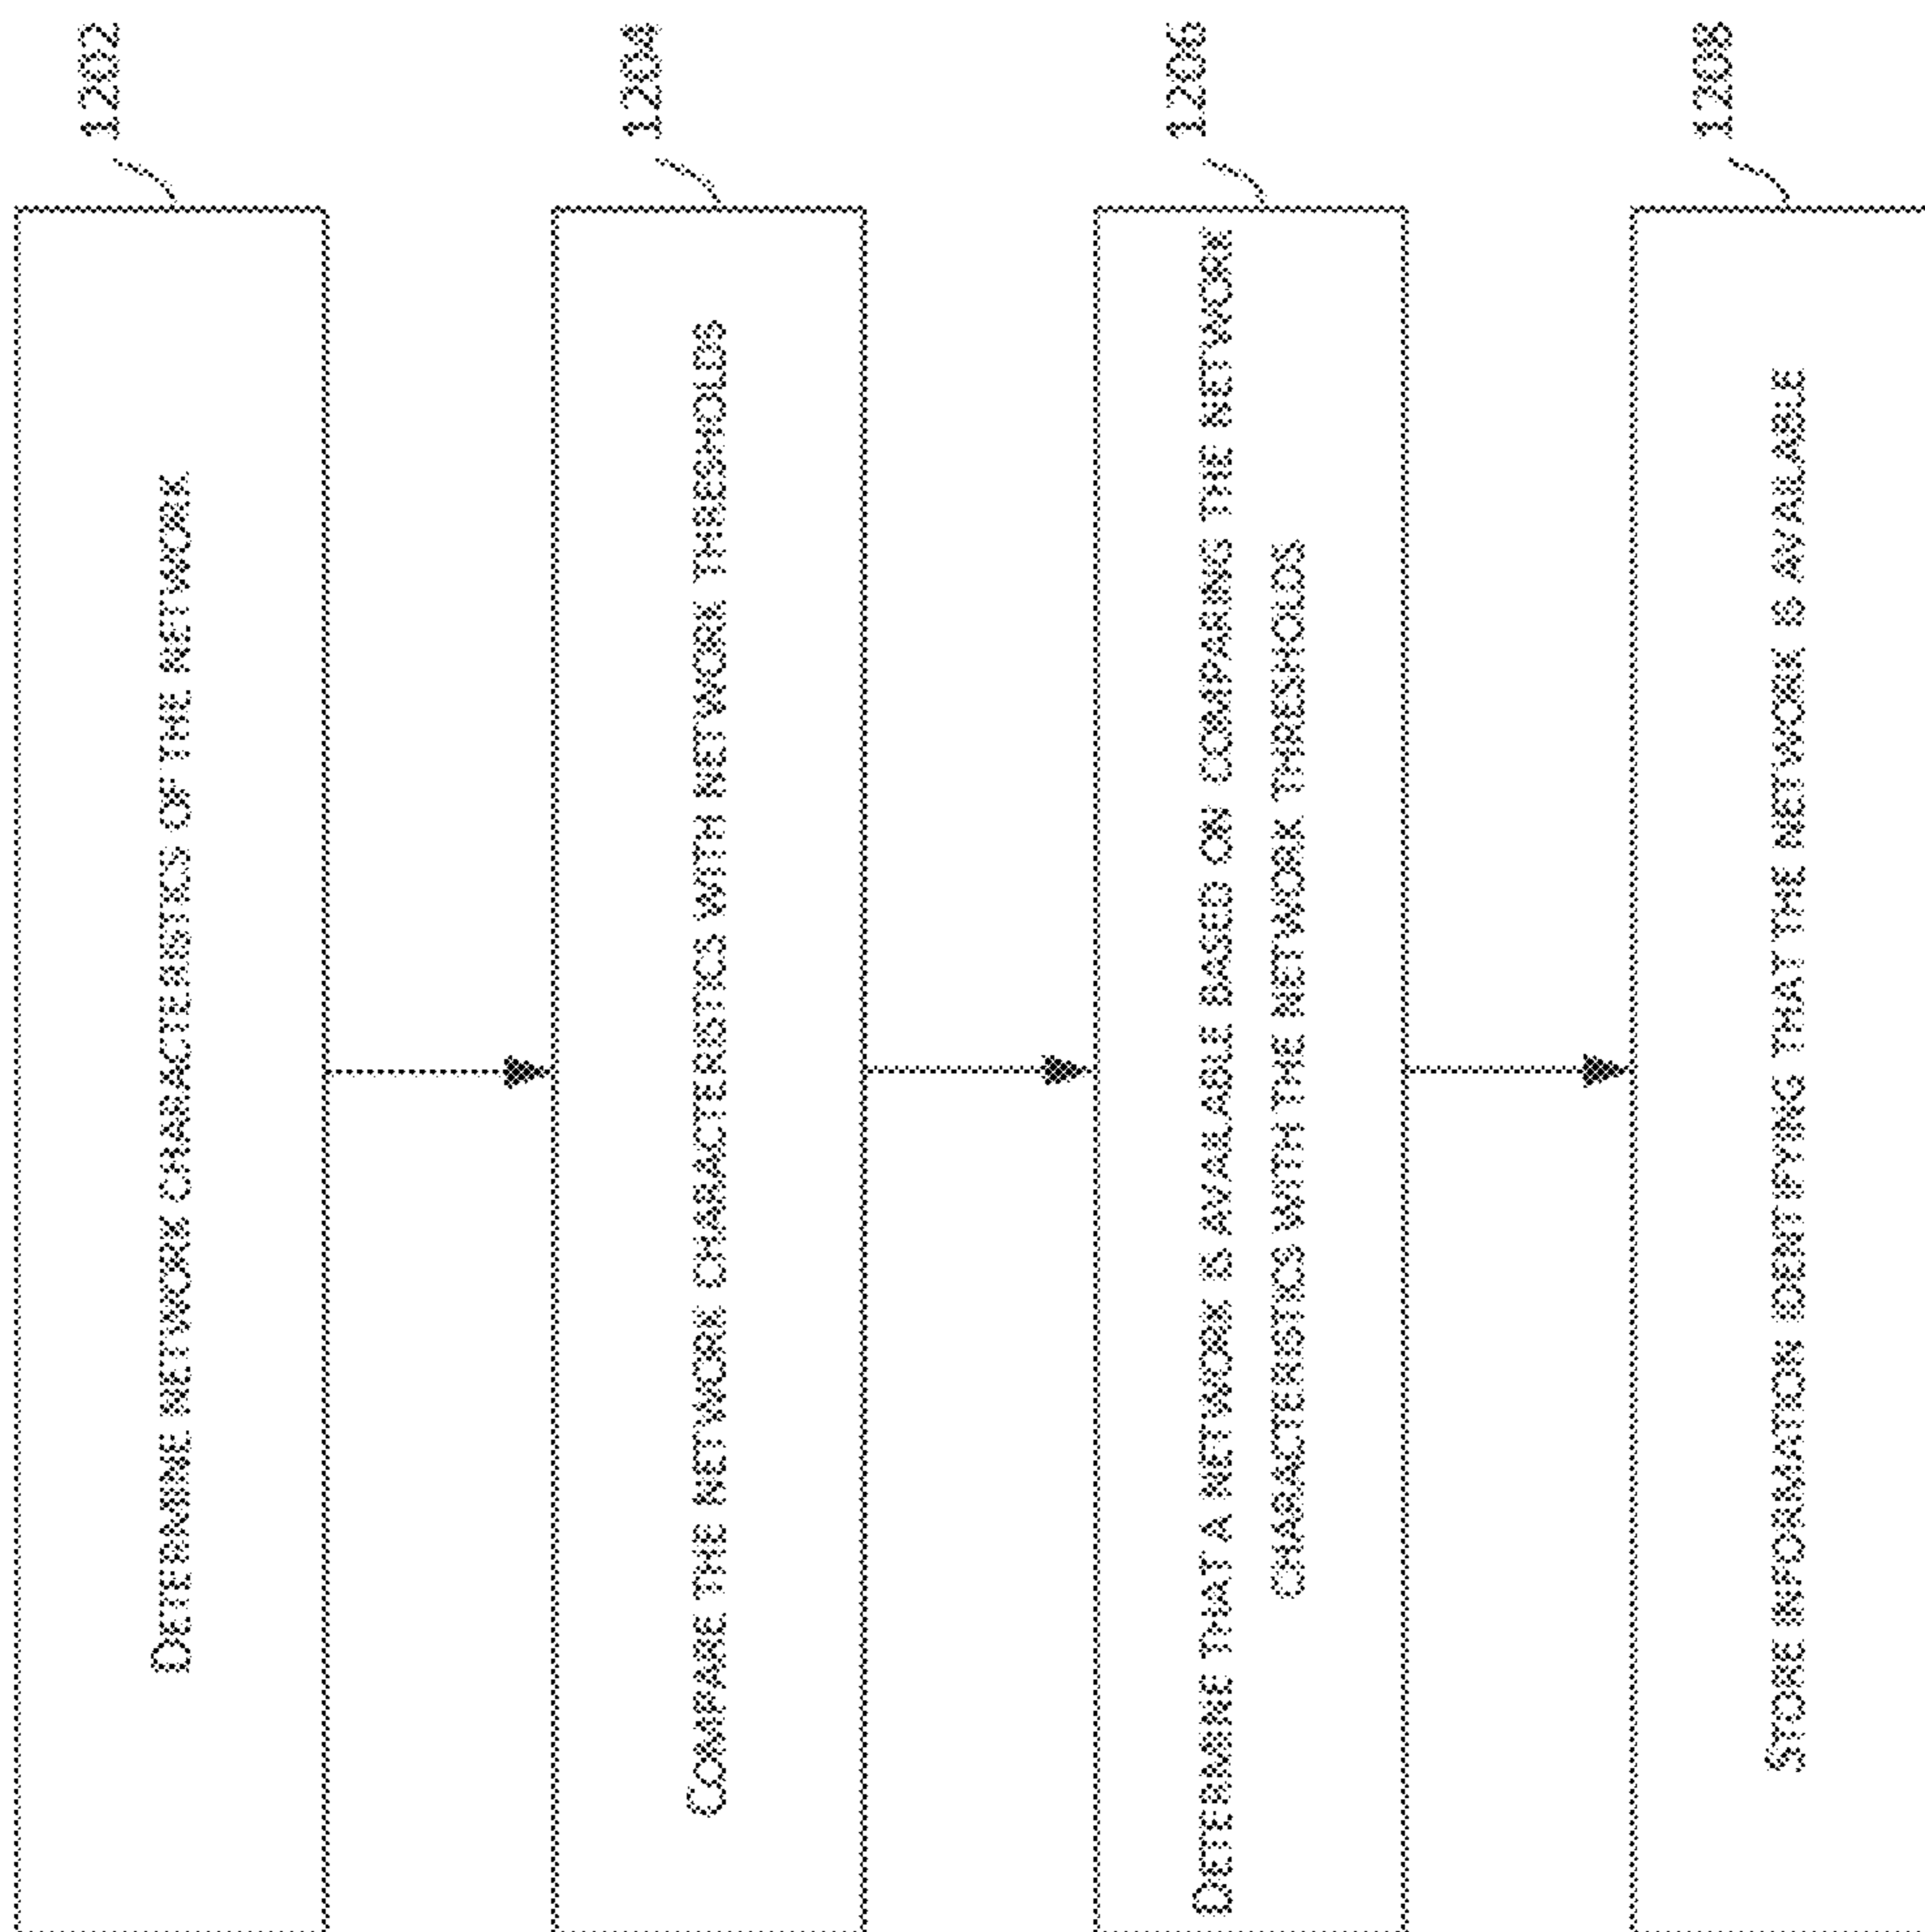 1202
DETERMINE NETWORK CHARACTERISTICS OF THE NETWORK
1204
COMPARE THE NETWORK CHARACTERISTICS WITH NETWORK THRESHOLDS
1206
DETERMINE THAT A NETWORK IS AVAILABLE BASED ON COMPARING THE NETWORK
CHARACTERISTICS WITH THE NETWORK THRESHOLDS
1208
STORE INFORMATION IDENTIFYING THAT THE NETWORK IS AVAILABLE